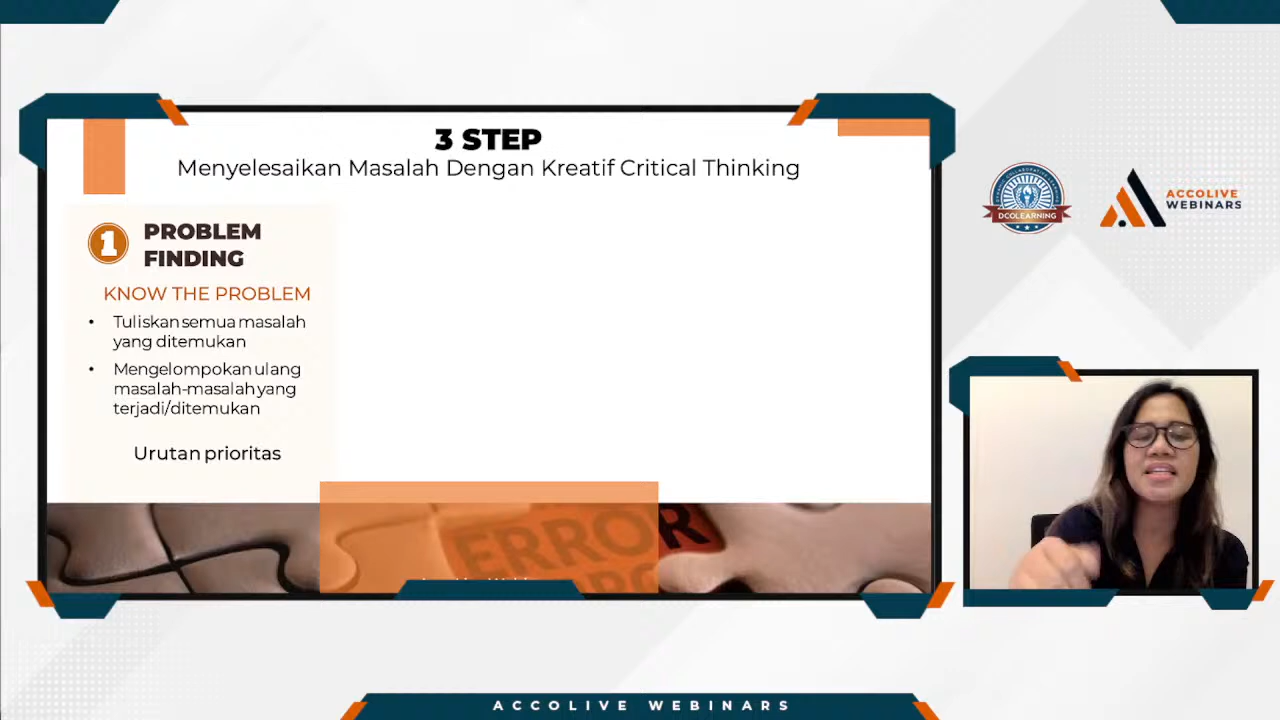 3 STEP
Menyelesaikan Masalah Dengan Kreatif Critical Thinking
1
PROBLEM
FINDING
KNOW THE PROBLEM
• Tuliskan semua masalah
yang ditemukan
• Mengelompokan ulang
masalah-masalah yang
terjadi/ditemukan
Urutan prioritas
ERROR
DCOLEARNING
ACCOLIVE
WEBINARS
ACCOLIVE WEBINARS